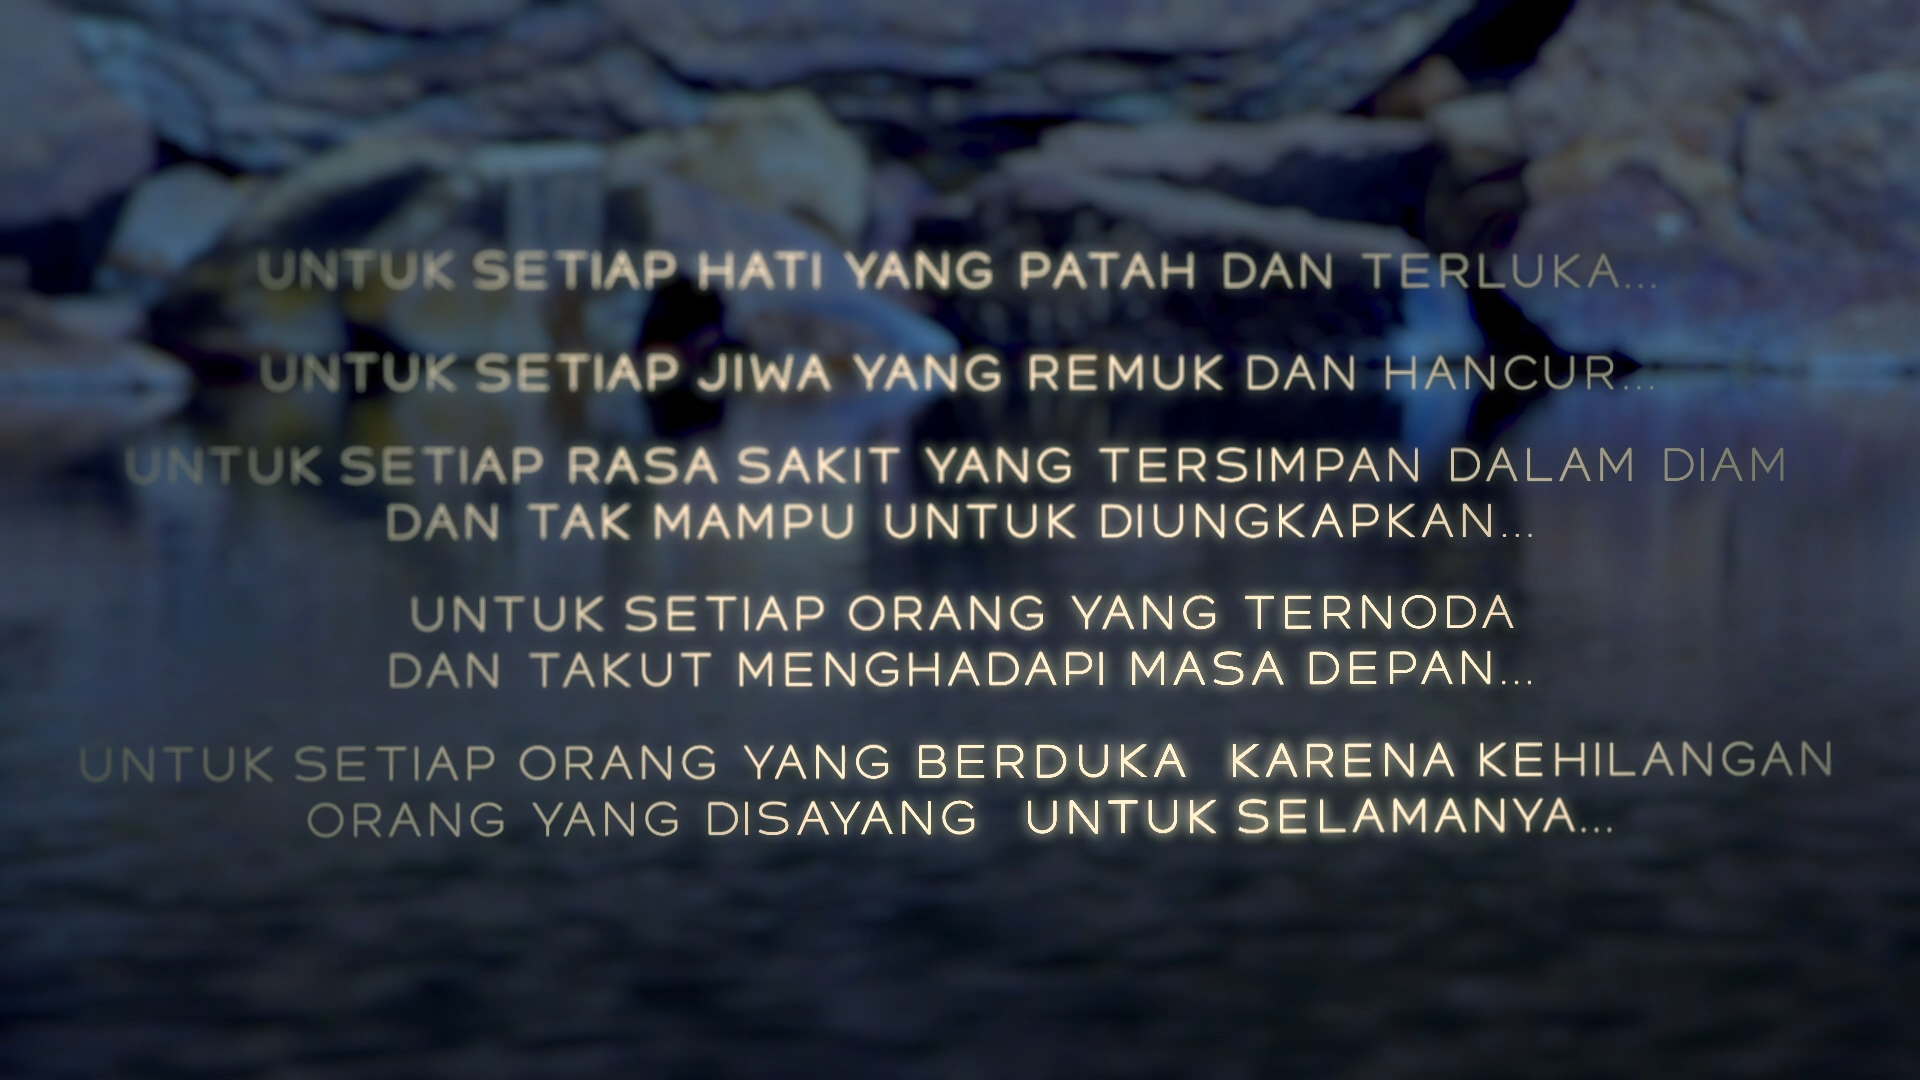 UNTUK SETIAP HATI YANG PATAH DAN TERLUKA...
UNTUK SETIAP JIWA YANG REMUK DAN HANCUR...
UNTUK SETIAP RASA SAKIT YANG TERSIMPAN DALAM DIAM
DAN TAK MAMPU UNTUK DIUNGKAPKAN...
UNTUK SETIAP ORANG YANG TERNODA
DAN TAKUT MENGHADAPI MASA DEPAN...
UNTUK SETIAP ORANG YANG BERDUKA KARENA KEHILANGAN
ORANG YANG DISAYANG UNTUK SELAMANYA...